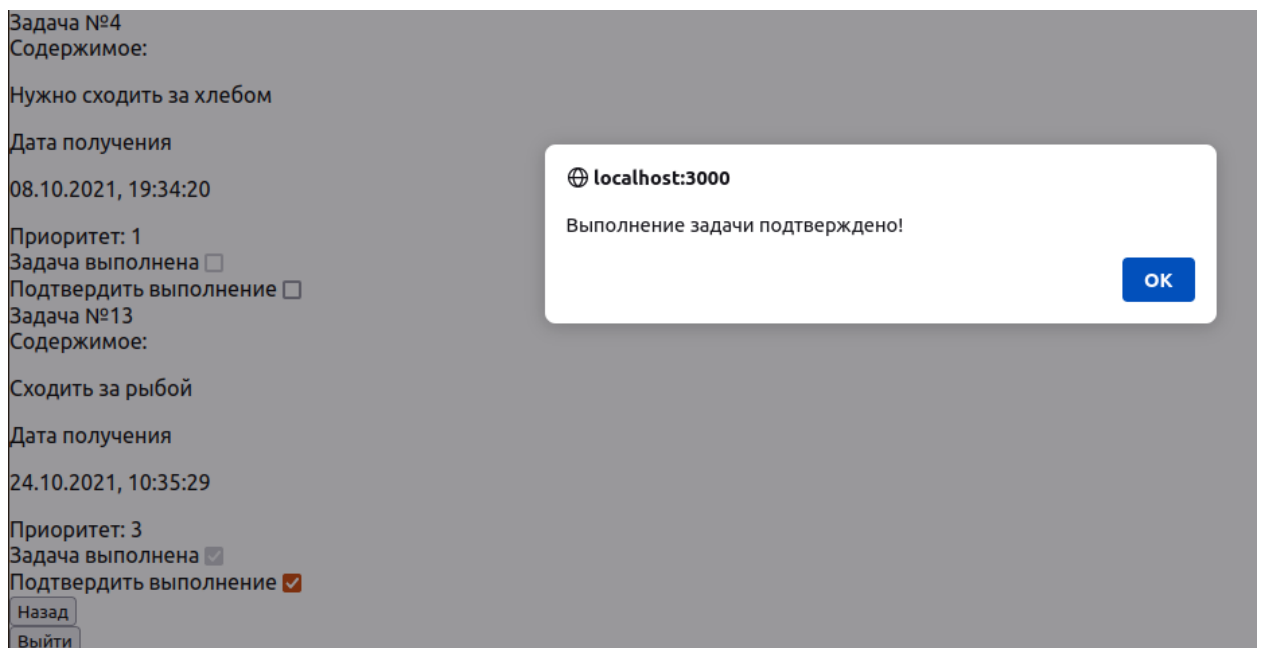 Задача №4
Содержимое:
Нужно сходить за хлебом
Дата получения
08.10.2021, 19:34:20
Приоритет: 1
Задача выполнена
Подтвердить выполнение
Задача №13
Содержимое:
Сходить за рыбой
Дата получения
24.10.2021, 10:35:29
Приоритет: 3
Задача выполнена
Подтвердить выполнение
Назад
Выйти
localhost:3000
Выполнение задачи подтверждено!
OK